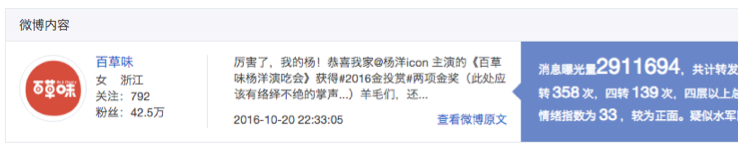 微博内容
百草味
百草味
女 浙江
关注：792
粉丝：42.5万
厉害了，我的杨！恭喜我家@杨洋icon 主演的《百草
味杨洋演吃会》获得#2016金投赏#两项金奖（此处应
该有络绎不绝的掌声...）羊毛们，还...
2016-10-20 22:33:05
查看微博原文
消息曝光量2911694，共计转发
转 358 次，四转 139 次，四层以上总
情绪指数为 33 ，较为正面。疑似水军